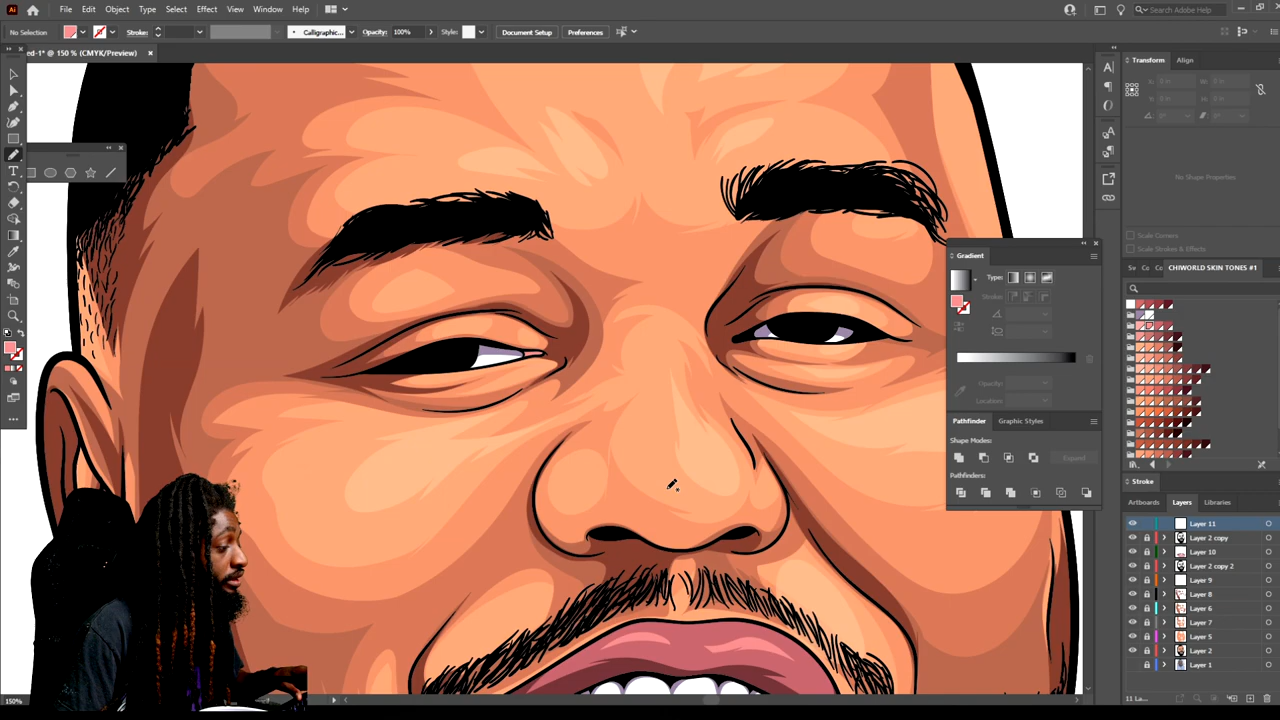 Ai File Edit Object Type Select Effect View Window Help Search Adobe Help
No Selection Stroke: Calligraphic... Opacity: 100% Style: Document Setup Preferences
ed-1* @ 150 % (CMYK/Preview)
Transform Align
No Shape Properties
Scale Corners
Scale Strokes & Effects
Sv Co Co CHIWORLD SKIN TONES #1
Gradient
Type:
Stroke:
Opacity:
Location:
Pathfinder Graphic Styles
Shape Modes:
Expand
Pathfinders:
Stroke
Artboards Layers Libraries
Layer 11
Layer 2 copy
Layer 10
Layer 2 copy 2
Layer 9
Layer 8
Layer 6
Layer 7
Layer 5
Layer 2
Layer 1
11 La...
150%